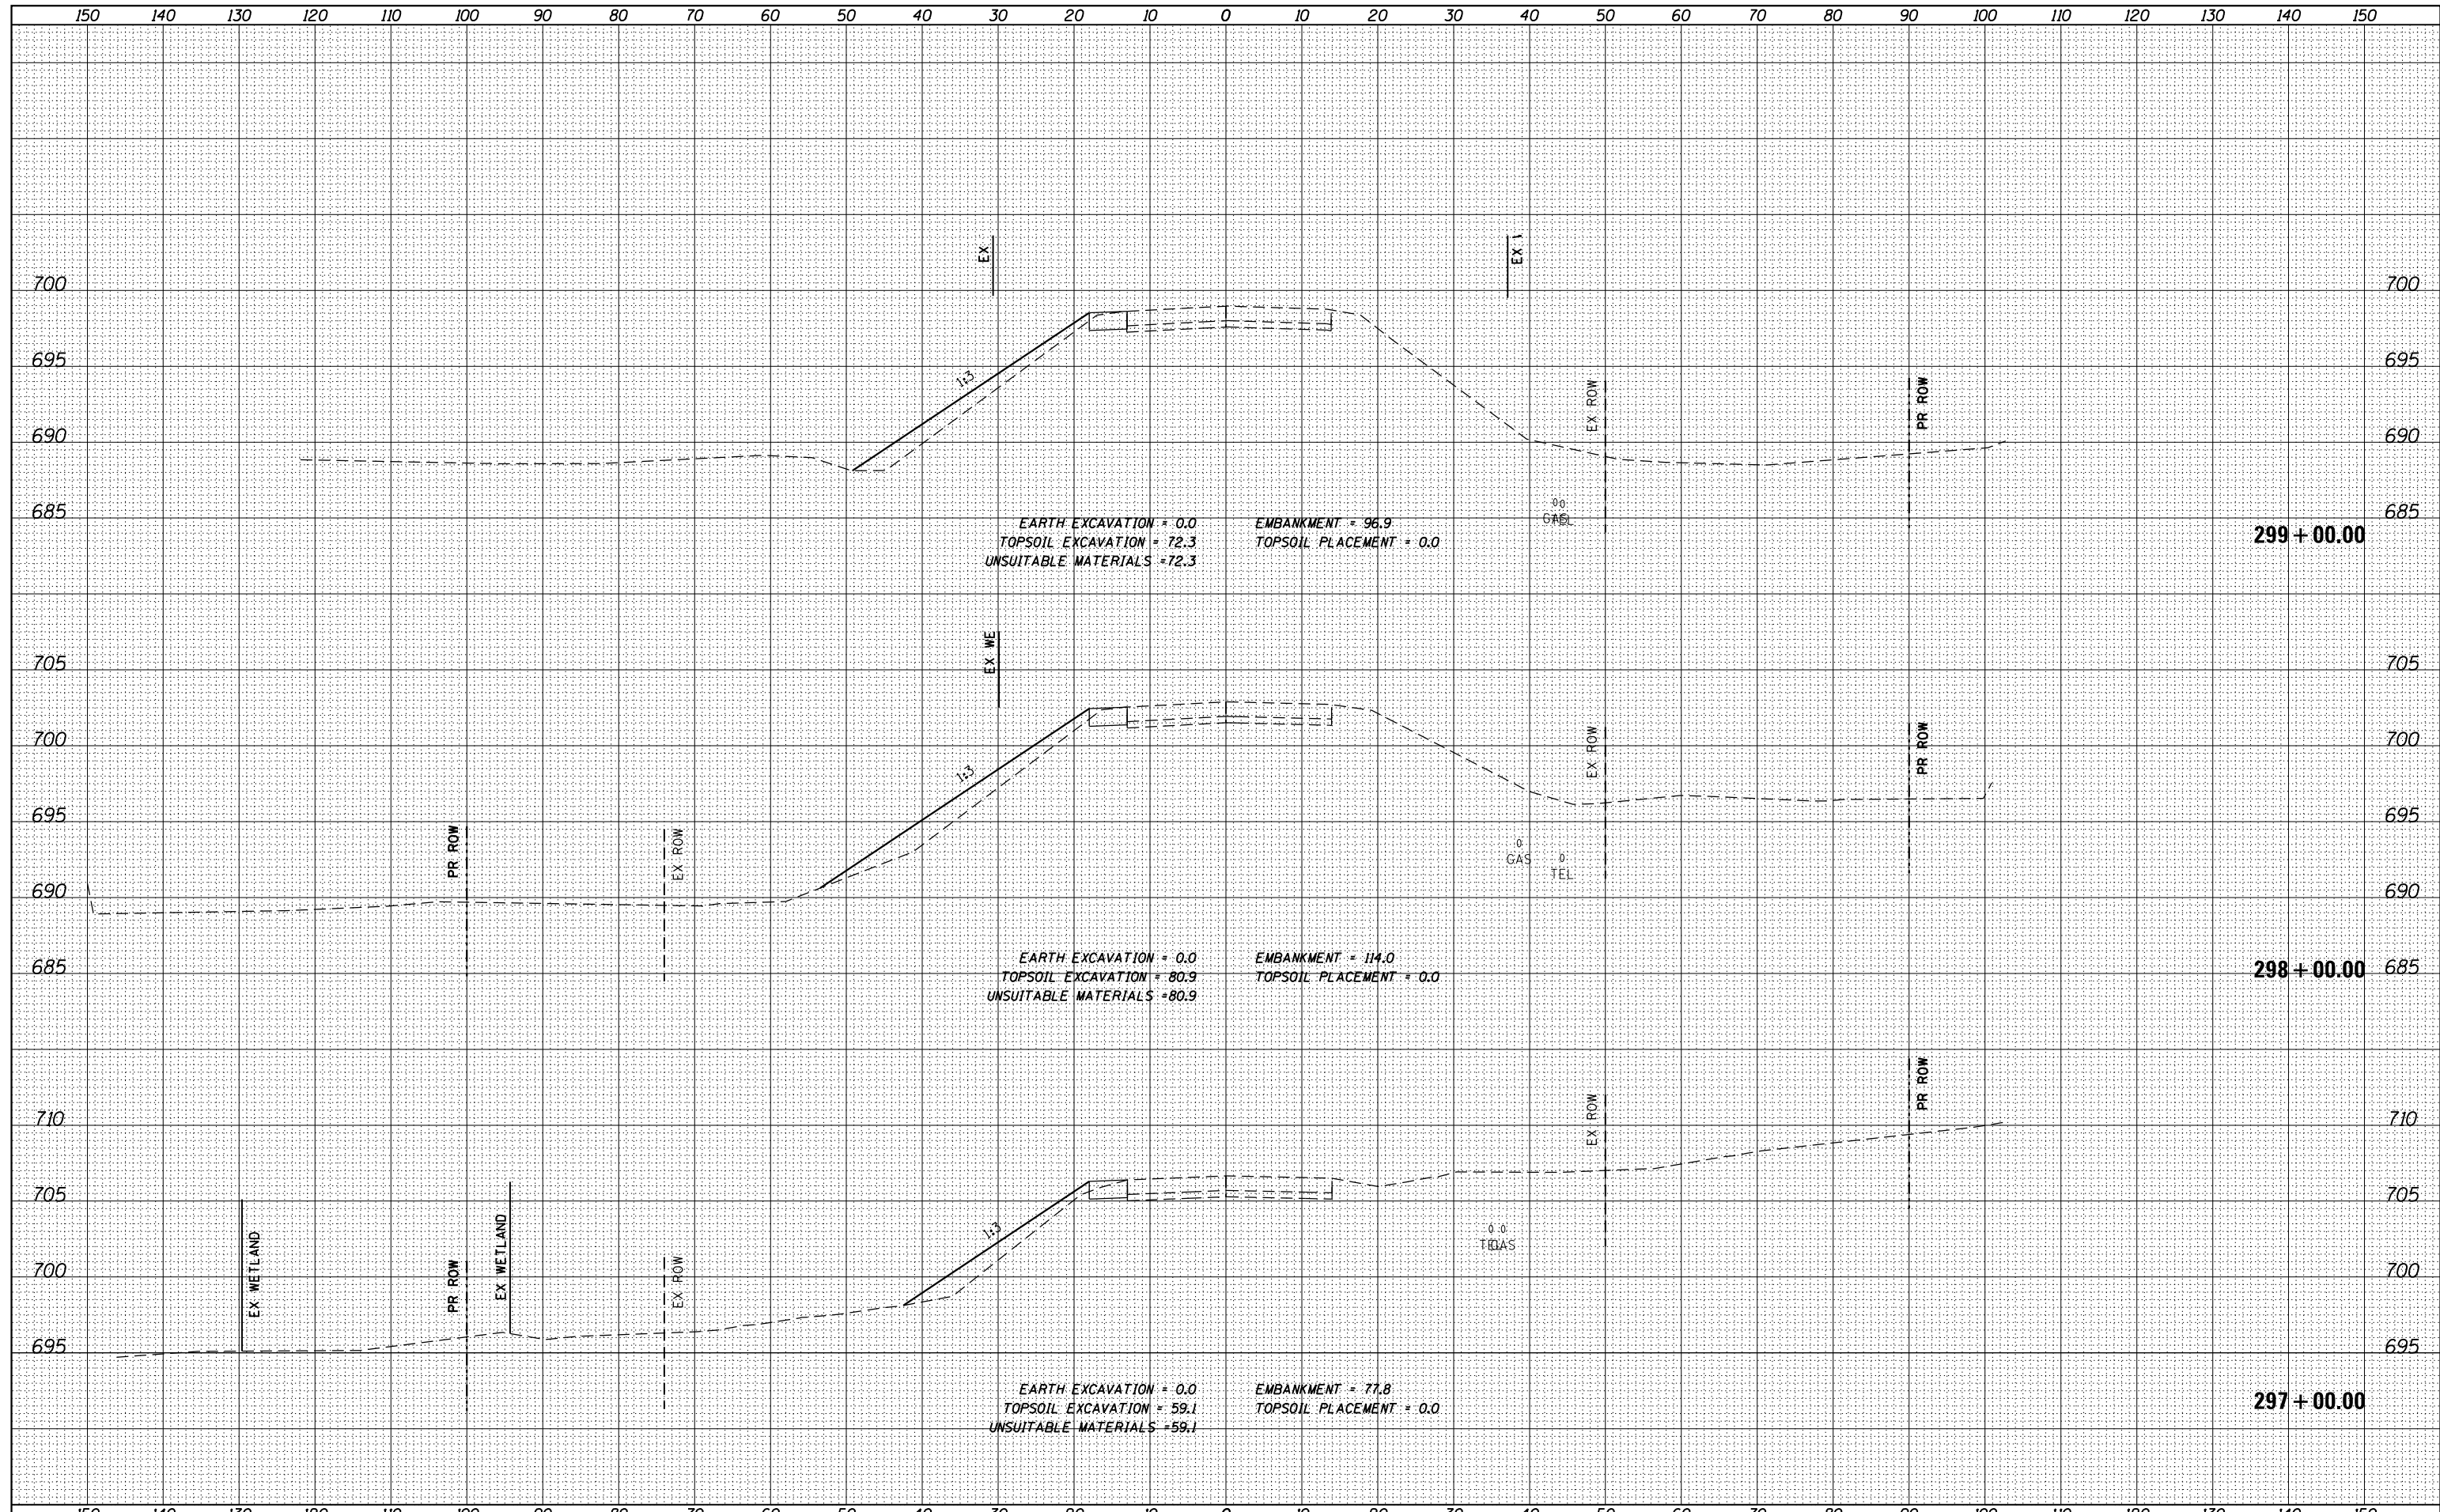 150 140 130 120 110 100 90 80 70 60 50 40 30 20 10 0 10 20 30 40 50 60 70 80 90 100 110 120 130 140 150
EX
EX
700 700
695 695
1:3
EX ROW
PR ROW
690 690
685 685
GAS TEL
EARTH EXCAVATION = 0.0 EMBANKMENT = 96.9
TOPSOIL EXCAVATION = 72.3 TOPSOIL PLACEMENT = 0.0
UNSUITABLE MATERIALS =72.3
299+00.00
EX WE
705 705
700 700
1:3
EX ROW
PR ROW
695 695
PR ROW
EX ROW
GAS
TEL
690 690
EARTH EXCAVATION = 0.0 EMBANKMENT = 114.0
TOPSOIL EXCAVATION = 80.9 TOPSOIL PLACEMENT = 0.0
UNSUITABLE MATERIALS =80.9
685 298+00.00 685
710 710
EX ROW
PR ROW
705 705
1:3
TEL GAS
EX WETLAND
PR ROW
EX WETLAND
EX ROW
700 700
695 695
EARTH EXCAVATION = 0.0 EMBANKMENT = 77.8
TOPSOIL EXCAVATION = 59.1 TOPSOIL PLACEMENT = 0.0
UNSUITABLE MATERIALS =59.1
297+00.00